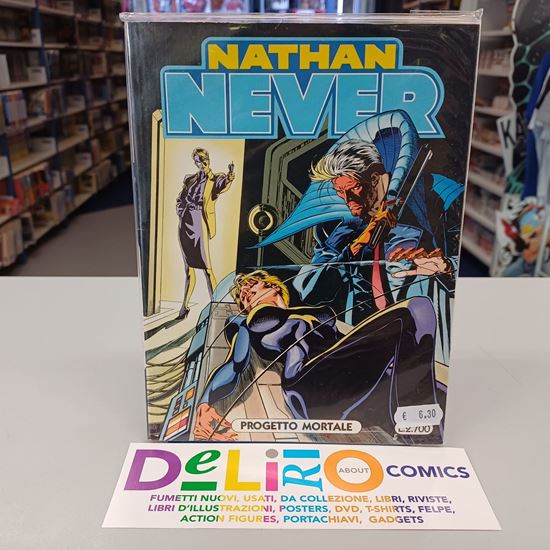 NATHAN
NEVER
PROGETTO MORTALE
€ 6,30
L.2.700
DeLiRiO ABOUT COMICS
FUMETTI NUOVI, USATI, DA COLLEZIONE, LIBRI, RIVISTE,
LIBRI D'ILLUSTRAZIONI, POSTERS, DVD, T-SHIRTS, FELPE,
ACTION FIGURES, PORTACHIAVI, GADGETS